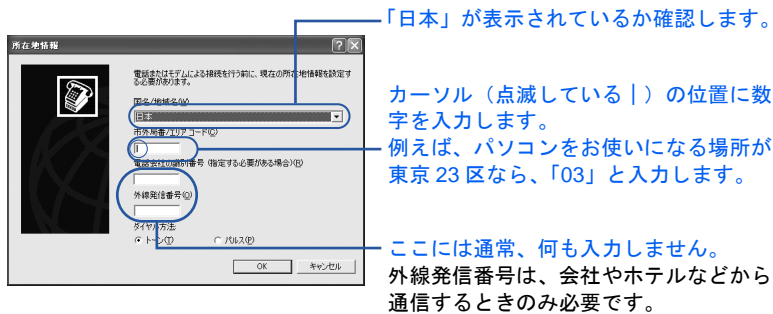 「日本」が表示されているか確認します。
所在地情報
電話またはモデムによる接続を行う前に、現在の所在地情報を設定す
る必要があります。
国名/地域名(W)
日本
市外局番/エリア コード(C)
電話会社の識別番号 (指定する必要がある場合)(R)
外線発信番号(O)
ダイヤル方法:
トーン(T) パルス(P)
OK キャンセル
カーソル(点滅している|)の位置に数
字を入力します。
例えば、パソコンをお使いになる場所が
東京 23 区なら、「03」と入力します。
ここには通常、何も入力しません。
外線発信番号は、会社やホテルなどから
通信するときのみ必要です。